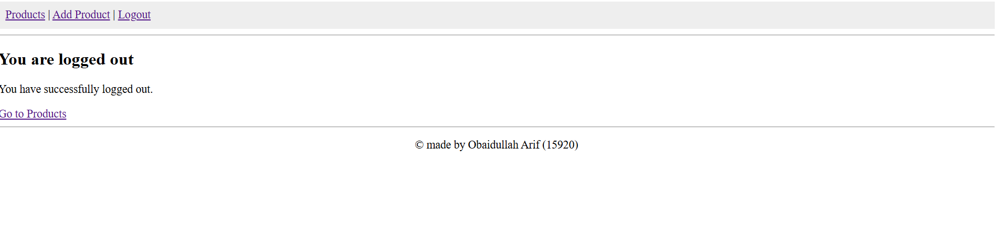 Products | Add Product | Logout
You are logged out
You have successfully logged out.
Go to Products
© made by Obaidullah Arif (15920)